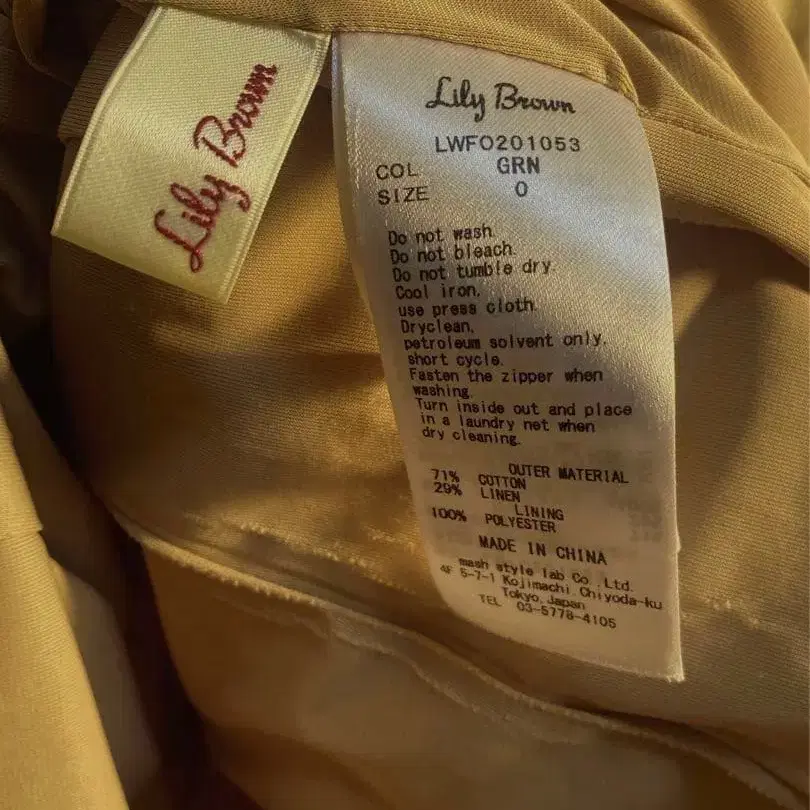 Lily Brown
Lily Brown
LWFO201053
COL GRN
SIZE 0
Do not wash.
Do not bleach.
Do not tumble dry.
Cool iron,
use press cloth.
Dryclean,
petroleum solvent only,
short cycle.
Fasten the zipper when
washing.
Turn inside out and place
in a laundry net when
dry cleaning.
OUTER MATERIAL
71% COTTON
29% LINEN
LINING
100% POLYESTER
MADE IN CHINA
mash style lab Co.,Ltd.
4F 5-7-1 Kojimachi,Chiyoda-ku
Tokyo,Japan
TEL 03-5778-4105